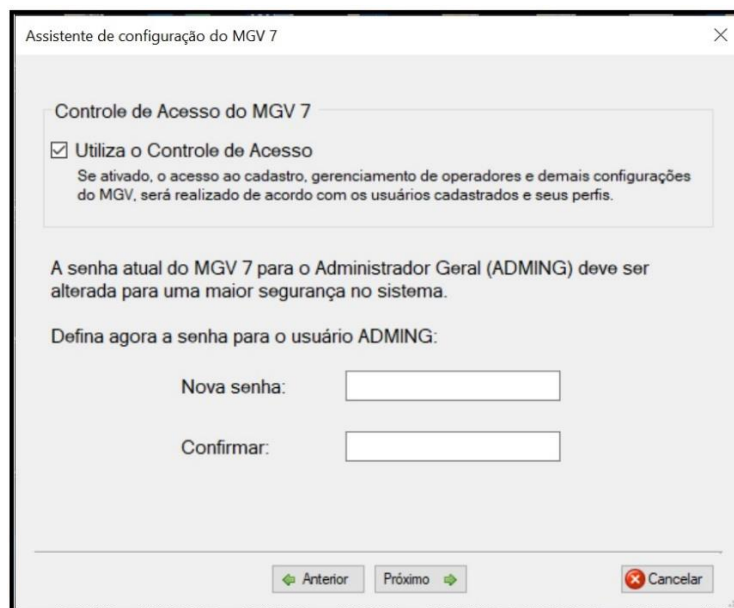 Assistente de configuração do MGV 7
Controle de Acesso do MGV 7
Utiliza o Controle de Acesso
Se ativado, o acesso ao cadastro, gerenciamento de operadores e demais configurações
do MGV, será realizado de acordo com os usuários cadastrados e seus perfis.
A senha atual do MGV 7 para o Administrador Geral (ADMING) deve ser
alterada para uma maior segurança no sistema.
Defina agora a senha para o usuário ADMING:
Nova senha:
Confirmar:
Anterior Próximo Cancelar